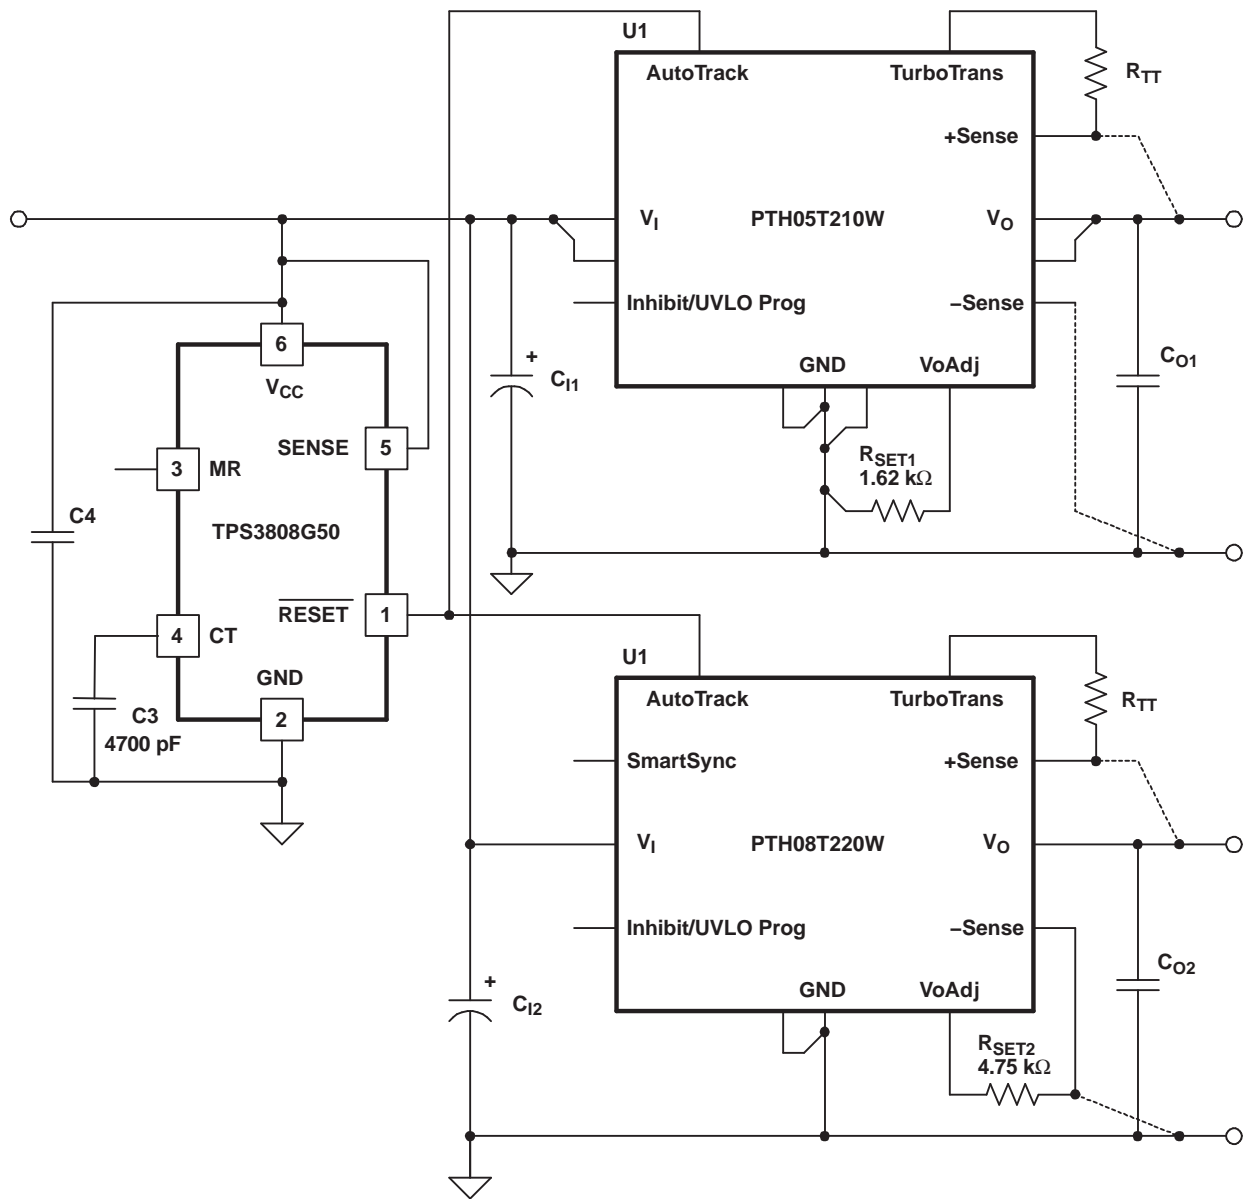 U1
AutoTrack
TurboTrans
RTT
+Sense
VI
PTH05T210W
VO
Inhibit/UVLO Prog
–Sense
+
CI1
GND
VoAdj
CO1
RSET1
1.62 kΩ
6
VCC
SENSE
5
3
MR
C4
TPS3808G50
RESET
1
4
CT
GND
C3
4700 pF
2
U1
AutoTrack
TurboTrans
RTT
SmartSync
+Sense
VI
PTH08T220W
VO
Inhibit/UVLO Prog
–Sense
+
CI2
GND
VoAdj
CO2
RSET2
4.75 kΩ